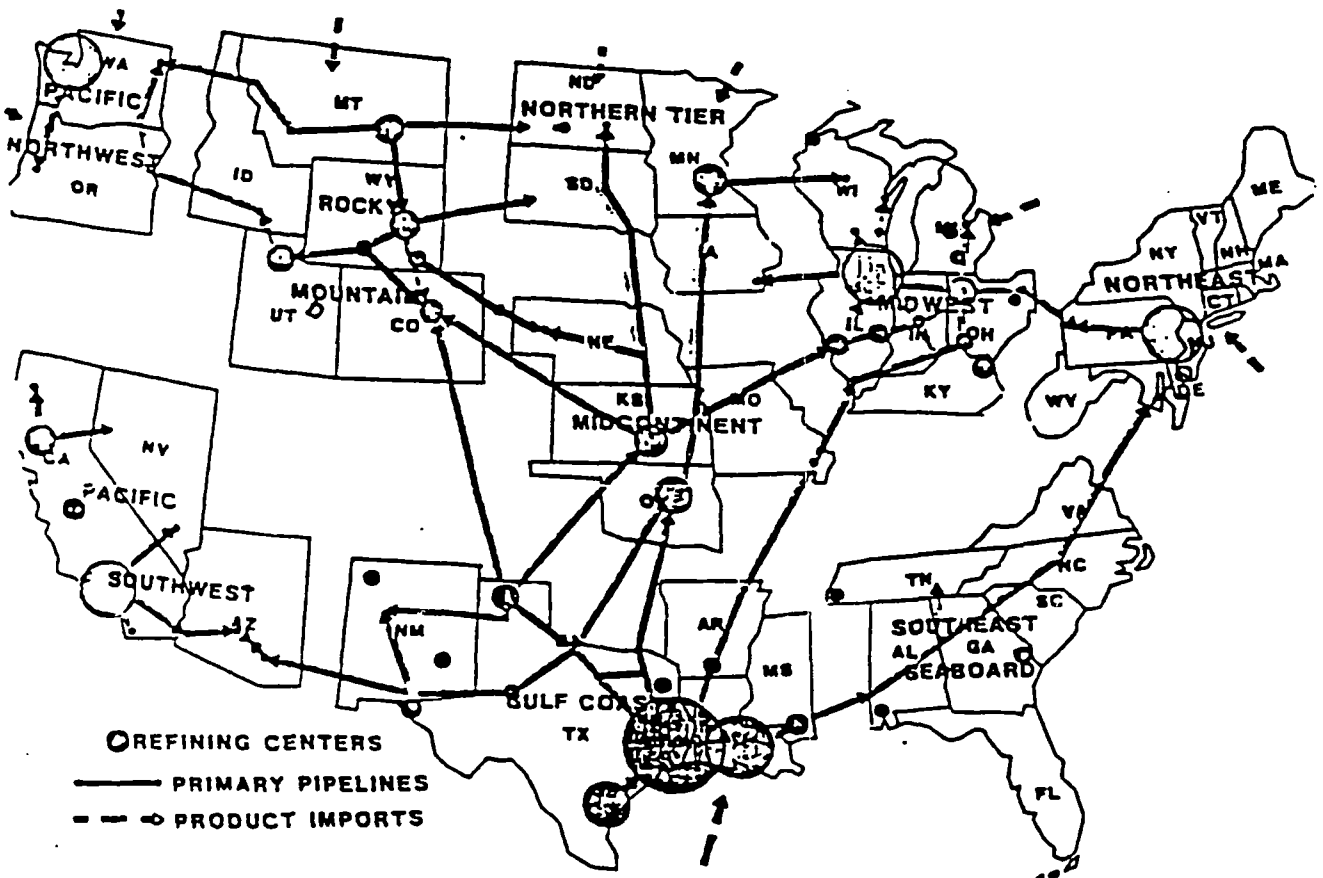 WA
PACIFIC
NORTHWEST
OR
ID
MT
WY
ROCKY
MOUNTAIN
UT
CO
ND
NORTHERN TIER
SD
MN
WI
NE
KS
MO
MIDCONTINENT
MIDWEST
IL
OH
KY
WV
PA
NY
VT
NH
ME
MA
NORTHEAST
CT
NJ
DE
CA
NV
PACIFIC
SOUTHWEST
AZ
NM
AR
MS
TN
VA
NC
SC
SOUTHEAST
AL
GA
SEABOARD
GULF COAST
TX
FL
REFINING CENTERS
PRIMARY PIPELINES
PRODUCT IMPORTS